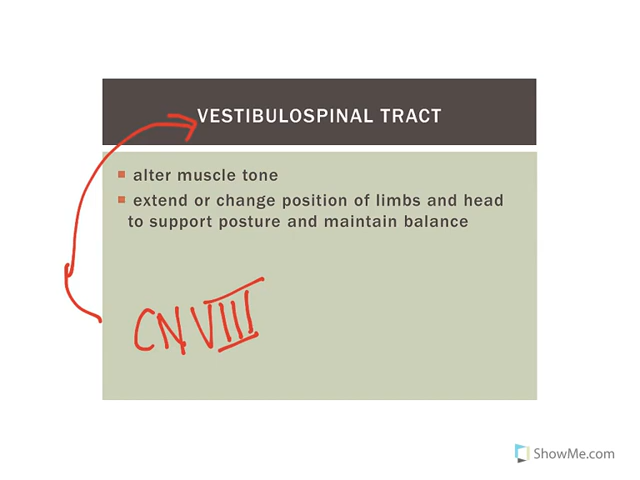 VESTIBULOSPINAL TRACT
alter muscle tone
extend or change position of limbs and head
to support posture and maintain balance
CN VIII
ShowMe.com